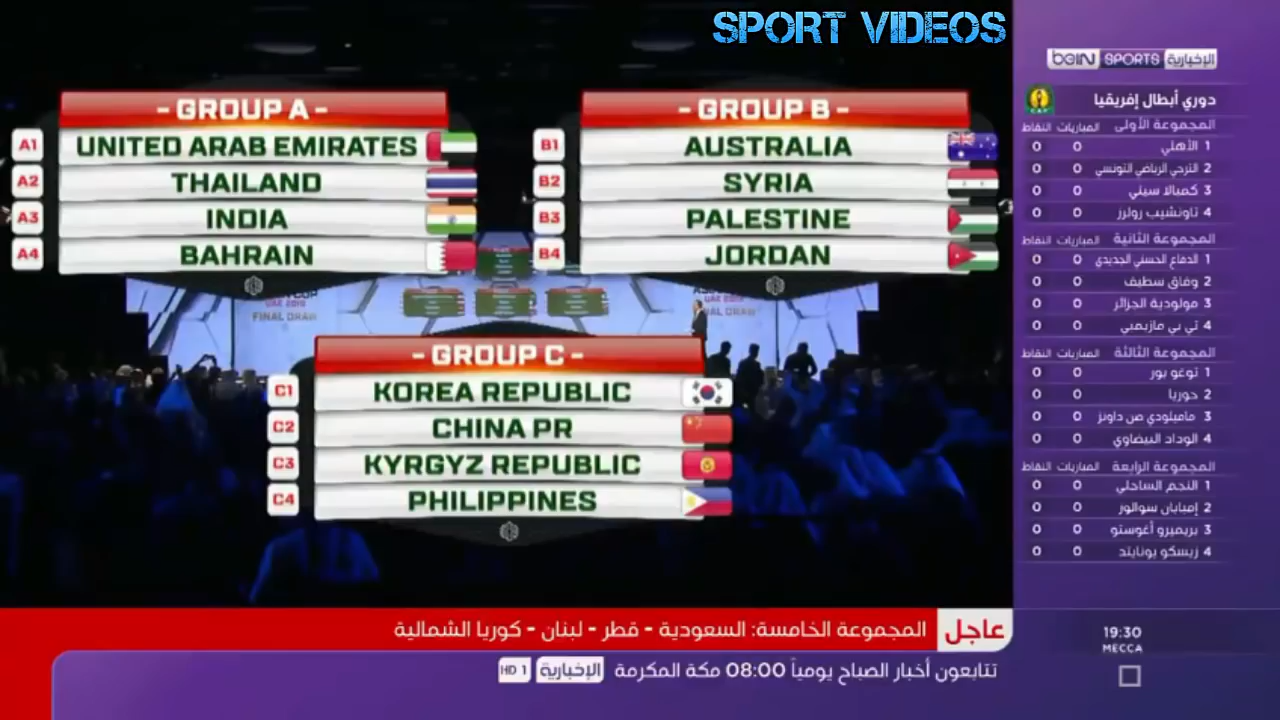 SPORT VIDEOS
- GROUP A -
A1 UNITED ARAB EMIRATES
A2 THAILAND
A3 INDIA
A4 BAHRAIN
- GROUP B -
B1 AUSTRALIA
B2 SYRIA
B3 PALESTINE
B4 JORDAN
UAE 2019
FINAL DRAW
- GROUP C -
C1 KOREA REPUBLIC
C2 CHINA PR
C3 KYRGYZ REPUBLIC
C4 PHILIPPINES
beIN SPORTS الإخبارية
دوري أبطال إفريقيا
المجموعة الأولى المباريات النقاط
1 الأهلي 0 0
2 الترجي الرياضي التونسي 0 0
3 كمبالا سيتي 0 0
4 تاونشيب رولرز 0 0
المجموعة الثانية المباريات النقاط
1 الدفاع الحسني الجديدي 0 0
2 وفاق سطيف 0 0
3 مولودية الجزائر 0 0
4 تي بي مازيمبي 0 0
المجموعة الثالثة المباريات النقاط
1 توغو بور 0 0
2 حوريا 0 0
3 ماميلودي صن داونز 0 0
4 الوداد البيضاوي 0 0
المجموعة الرابعة المباريات النقاط
1 النجم الساحلي 0 0
2 إمبابان سوالوز 0 0
3 بريميرو أغوستو 0 0
4 زيسكو يونايتد 0 0
عاجل المجموعة الخامسة: السعودية - قطر - لبنان - كوريا الشمالية
تتابعون أخبار الصباح يومياً 08:00 مكة المكرمة الإخبارية HD 1
19:30
MECCA